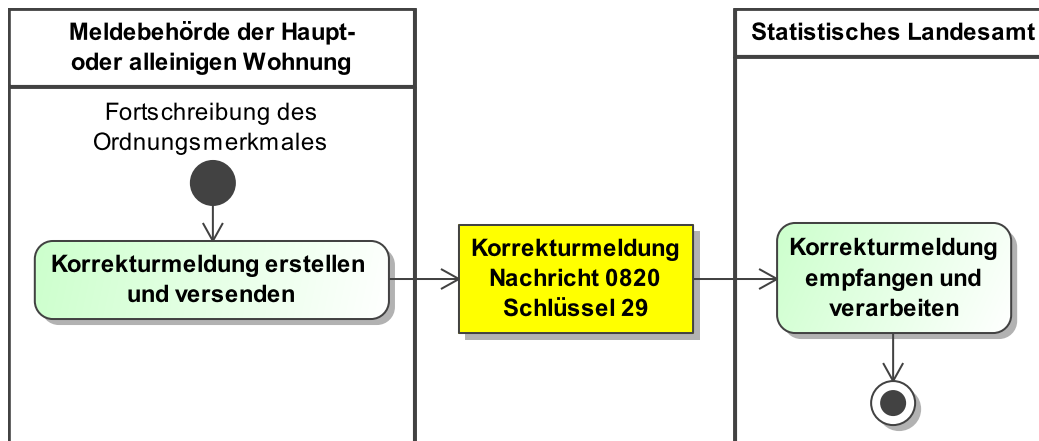 Meldebehörde der Haupt-
oder alleinigen Wohnung
Statistisches Landesamt
Fortschreibung des
Ordnungsmerkmales
Korrekturmeldung erstellen
und versenden
Korrekturmeldung
Nachricht 0820
Schlüssel 29
Korrekturmeldung
empfangen und
verarbeiten